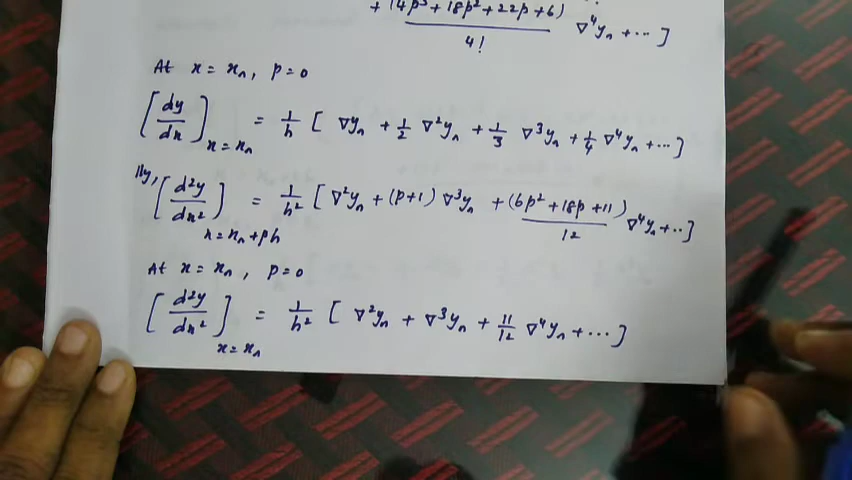 + (4p³ + 18p² + 22p + 6) / 4! ∇⁴yₙ + ... ]
At x = xₙ, p = 0
[dy/dx]ₓ₌ₓₙ = 1/h [ ∇yₙ + 1/2 ∇²yₙ + 1/3 ∇³yₙ + 1/4 ∇⁴yₙ + ... ]
llly, [d²y/dx²]ₓ₌ₓₙ₊ₚₕ = 1/h² [ ∇²yₙ + (p+1) ∇³yₙ + (6p² + 18p + 11)/12 ∇⁴yₙ + .. ]
At x = xₙ, p = 0
[d²y/dx²]ₓ₌ₓₙ = 1/h² [ ∇²yₙ + ∇³yₙ + 11/12 ∇⁴yₙ + ... ]